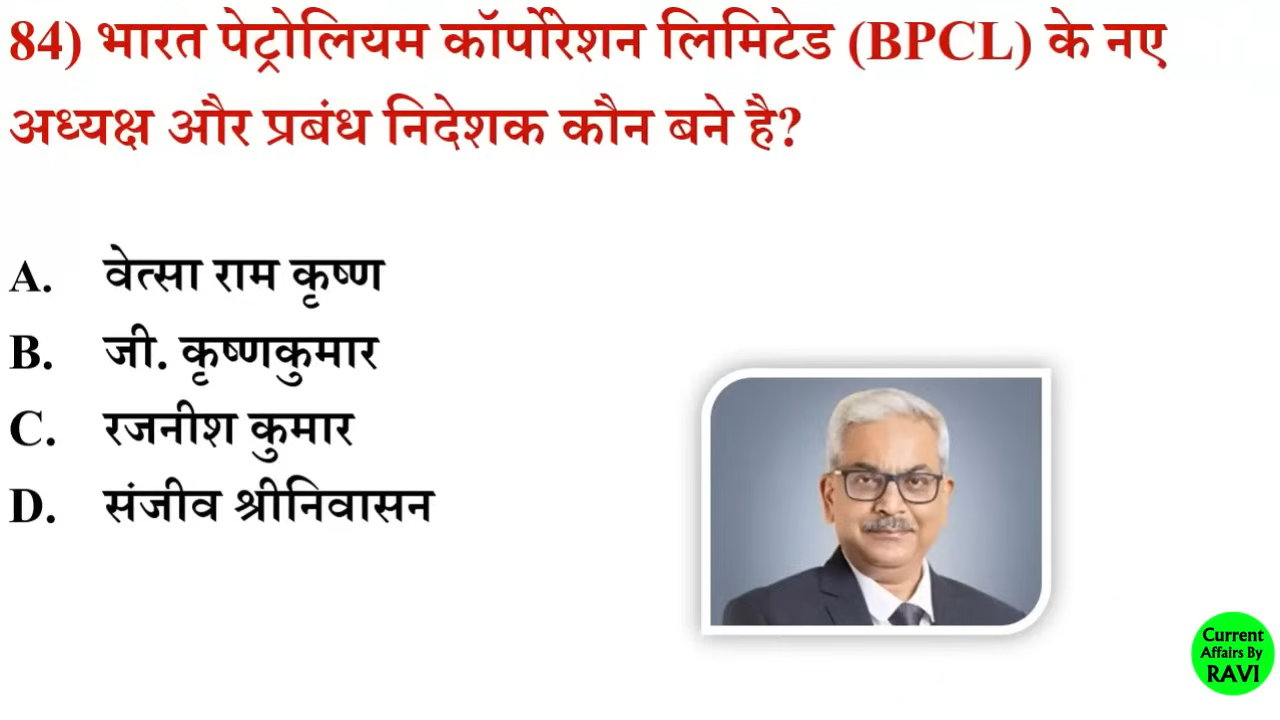 84) भारत पेट्रोलियम कॉर्पोरेशन लिमिटेड (BPCL) के नए
अध्यक्ष और प्रबंध निदेशक कौन बने है?
A. वेत्सा राम कृष्ण
B. जी. कृष्णकुमार
C. रजनीश कुमार
D. संजीव श्रीनिवासन
Current
Affairs By
RAVI